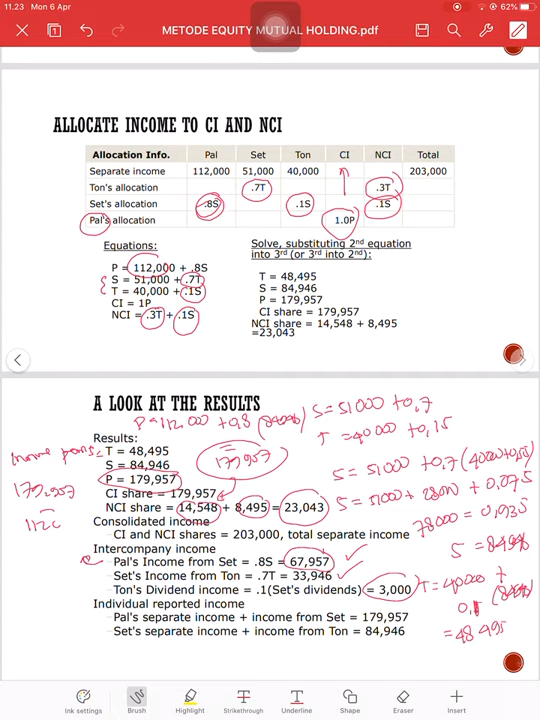 11.23 Mon 6 Apr
62%
METODE EQUITY MUTUAL HOLDING.pdf
ALLOCATE INCOME TO CI AND NCI
Allocation Info. Pal Set Ton CI NCI Total
Separate income 112,000 51,000 40,000 203,000
Ton's allocation .7T .3T
Set's allocation .8S .1S .1S
Pal's allocation 1.0P
Equations:
P = 112,000 + .8S
S = 51,000 + .7T
T = 40,000 + .1S
CI = 1P
NCI = .3T + .1S
Solve, substituting 2nd equation
into 3rd (or 3rd into 2nd):
T = 48,495
S = 84,946
P = 179,957
CI share = 179,957
NCI share = 14,548 + 8,495
=23,043
A LOOK AT THE RESULTS
P = 112,000 + 0,8
S = 51000 + 0,7
T = 40000 + 0,1S
179,957
S = 51000 + 0,7
S = 51000 + 28000 + 0,07S
78000 = 0,93S
T = 40000 +
= 48 495
179,957
Results:
T = 48,495
S = 84,946
P = 179,957
CI share = 179,957
NCI share = 14,548 + 8,495 = 23,043
Consolidated income
CI and NCI shares = 203,000, total separate income
Intercompany income
Pal's Income from Set = .8S = 67,957
Set's Income from Ton = .7T = 33,946
Ton's Dividend income = .1(Set's dividends) = 3,000
Individual reported income
Pal's separate income + income from Set = 179,957
Set's separate income + income from Ton = 84,946
Ink settings
Brush
Highlight
Strikethrough
Underline
Shape
Eraser
Insert